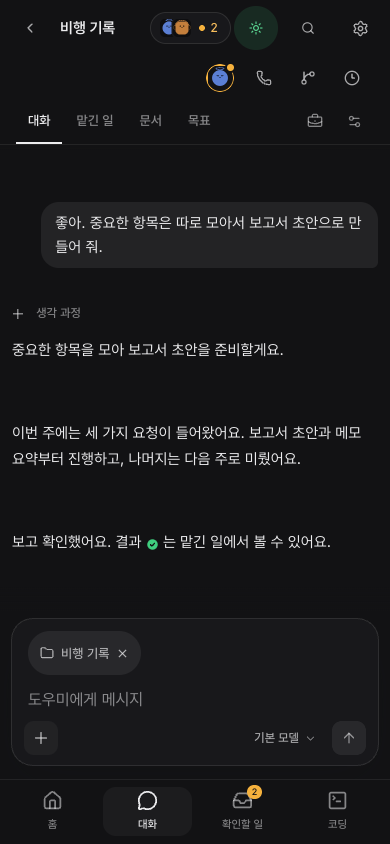 비행 기록
2
대화
맡긴 일
문서
목표
좋아. 중요한 항목은 따로 모아서 보고서 초안으로 만
들어 줘.
생각 과정
중요한 항목을 모아 보고서 초안을 준비할게요.
이번 주에는 세 가지 요청이 들어왔어요. 보고서 초안과 메모
요약부터 진행하고, 나머지는 다음 주로 미뤘어요.
보고 확인했어요. 결과 는 맡긴 일에서 볼 수 있어요.
비행 기록
도우미에게 메시지
기본 모델
2
홈
대화
확인할 일
코딩